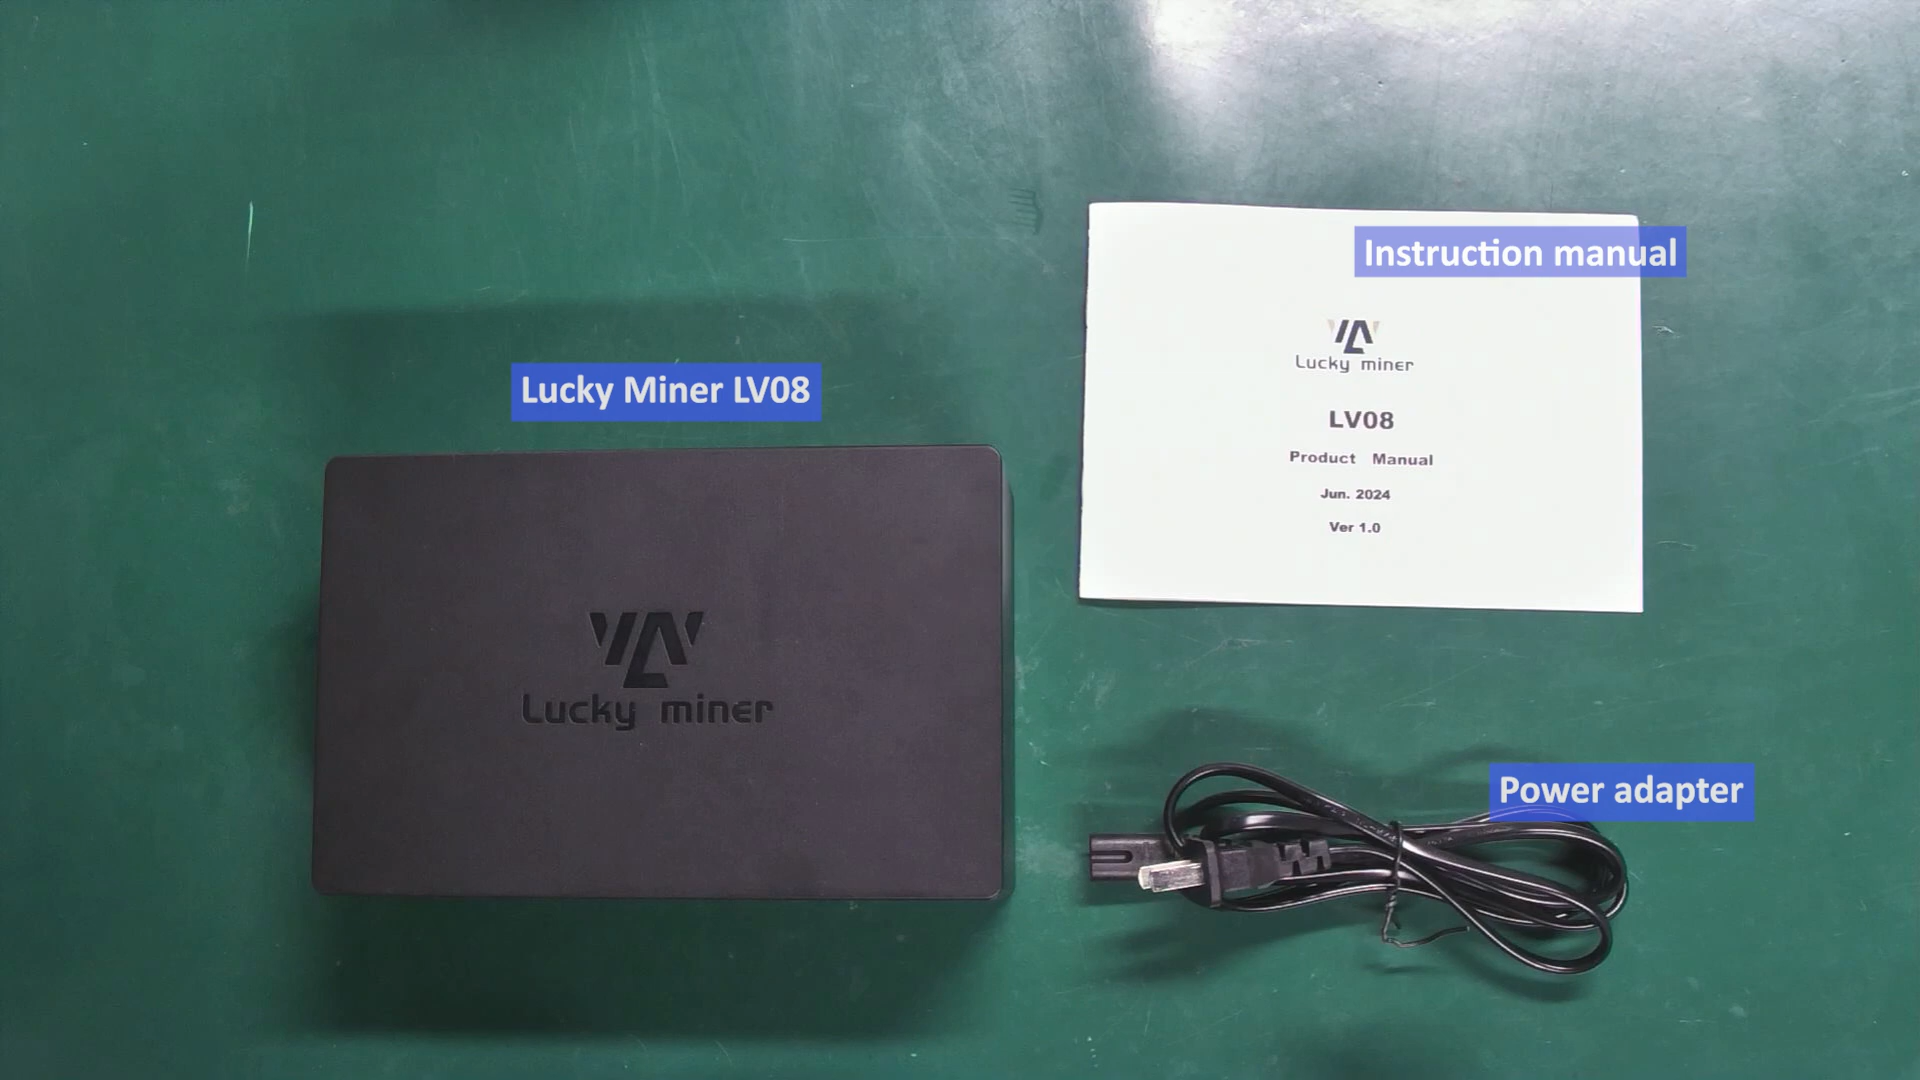 Lucky Miner LV08
Lucky miner
Instruction manual
Lucky miner
LV08
Product Manual
Jun. 2024
Ver 1.0
Power adapter